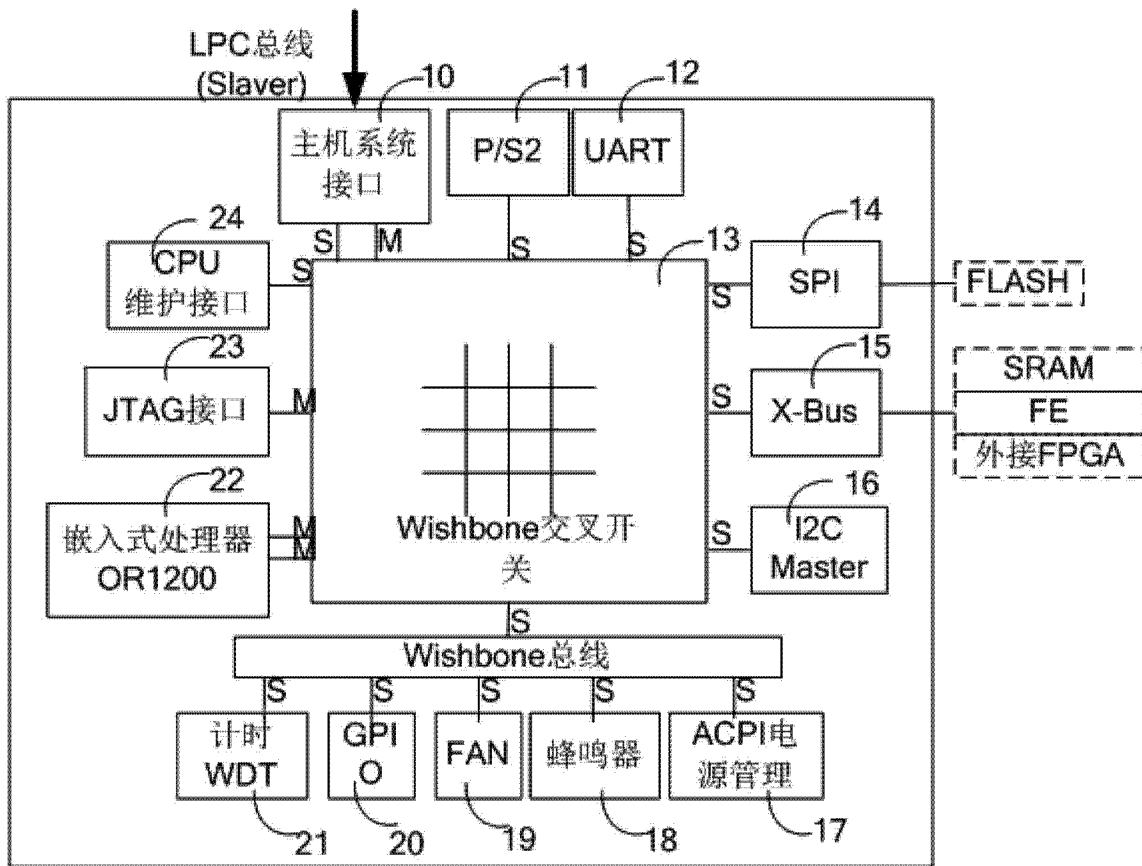 LPC总线
(Slaver)
10
11
12
主机系统
接口
P/S2
UART
24
S
M
S
S
13
14
CPU
维护接口
S
S
SPI
FLASH
23
15
JTAG接口
M
S
X-Bus
SRAM
FE
外接FPGA
22
16
嵌入式处理器
OR1200
M
M
Wishbone交叉开
关
S
I2C
Master
S
Wishbone总线
S
S
S
S
S
计时
WDT
GPI
O
FAN
蜂鸣器
ACPI电
源管理
21
20
19
18
17